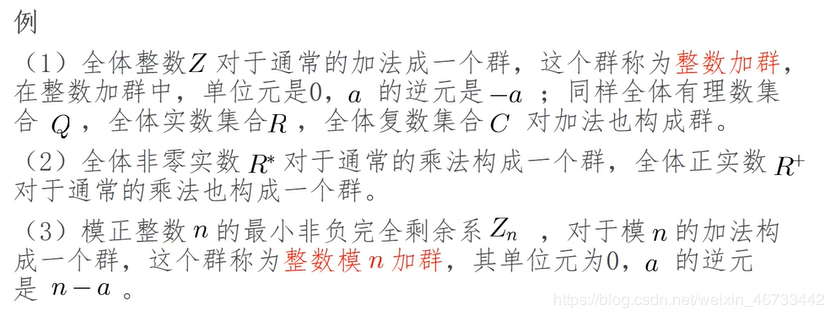 例
（1）全体整数Z 对于通常的加法成一个群，这个群称为整数加群，
在整数加群中，单位元是0，a 的逆元是 −a ；同样全体有理数集
合 Q ，全体实数集合R ，全体复数集合 C 对加法也构成群。
（2）全体非零实数 R* 对于通常的乘法构成一个群，全体正实数 R+
对于通常的乘法也构成一个群。
（3）模正整数 n 的最小非负完全剩余系 Zn ，对于模 n 的加法构
成一个群，这个群称为整数模 n 加群，其单位元为0，a 的逆元
是 n − a 。
https://blog.csdn.net/weixin_46733442